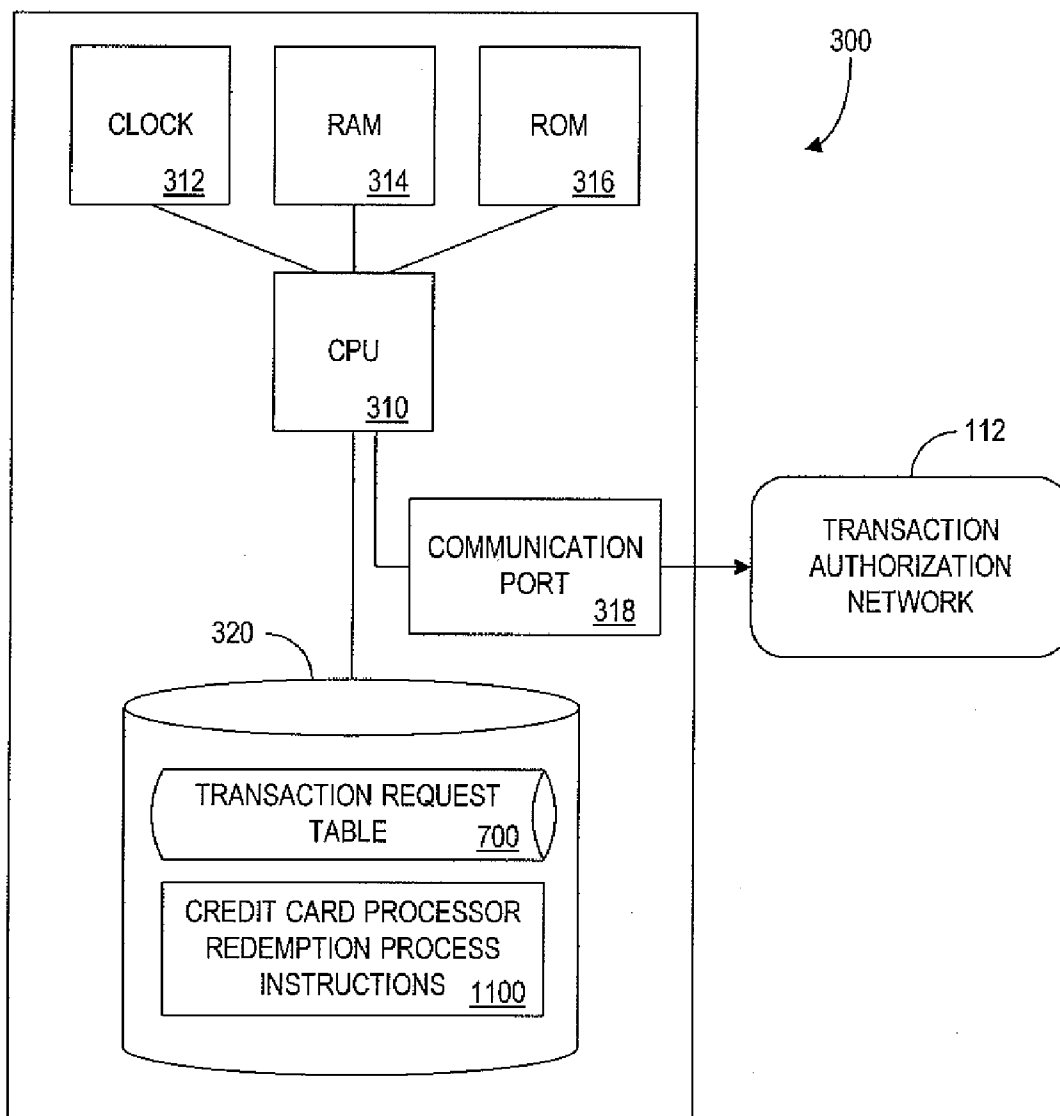 300
CLOCK
312
RAM
314
ROM
316
CPU
310
112
COMMUNICATION
PORT
318
TRANSACTION
AUTHORIZATION
NETWORK
320
TRANSACTION REQUEST
TABLE 700
CREDIT CARD PROCESSOR
REDEMPTION PROCESS
INSTRUCTIONS 1100